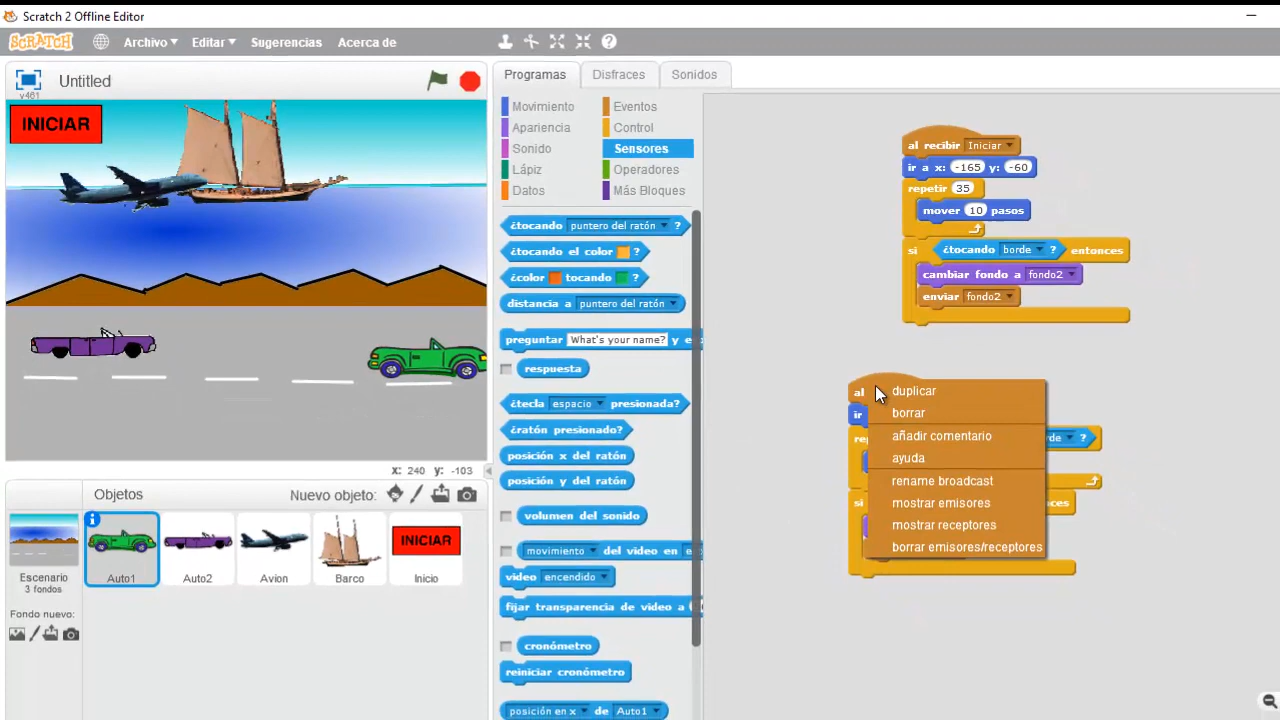 Scratch 2 Offline Editor
SCRATCH
Archivo
Editar
Sugerencias
Acerca de
Untitled
v461
INICIAR
x: 240 y: -103
Objetos
Nuevo objeto:
Escenario
3 fondos
Auto1
Auto2
Avion
Barco
INICIAR
Inicio
Fondo nuevo:
Programas
Disfraces
Sonidos
Movimiento
Eventos
Apariencia
Control
Sonido
Sensores
Lápiz
Operadores
Datos
Más Bloques
¿tocando puntero del ratón ?
¿tocando el color ?
¿color tocando ?
distancia a puntero del ratón
preguntar What's your name? y e
respuesta
¿tecla espacio presionada?
¿ratón presionado?
posición x del ratón
posición y del ratón
volumen del sonido
movimiento del video en e
video encendido
fijar transparencia de video a
cronómetro
reiniciar cronómetro
posición en x de Auto1
al recibir Iniciar
ir a x: -165 y: -60
repetir 35
mover 10 pasos
si ¿tocando borde ? entonces
cambiar fondo a fondo2
enviar fondo2
al
ir
rep
rde ?
si
ces
duplicar
borrar
añadir comentario
ayuda
rename broadcast
mostrar emisores
mostrar receptores
borrar emisores/receptores